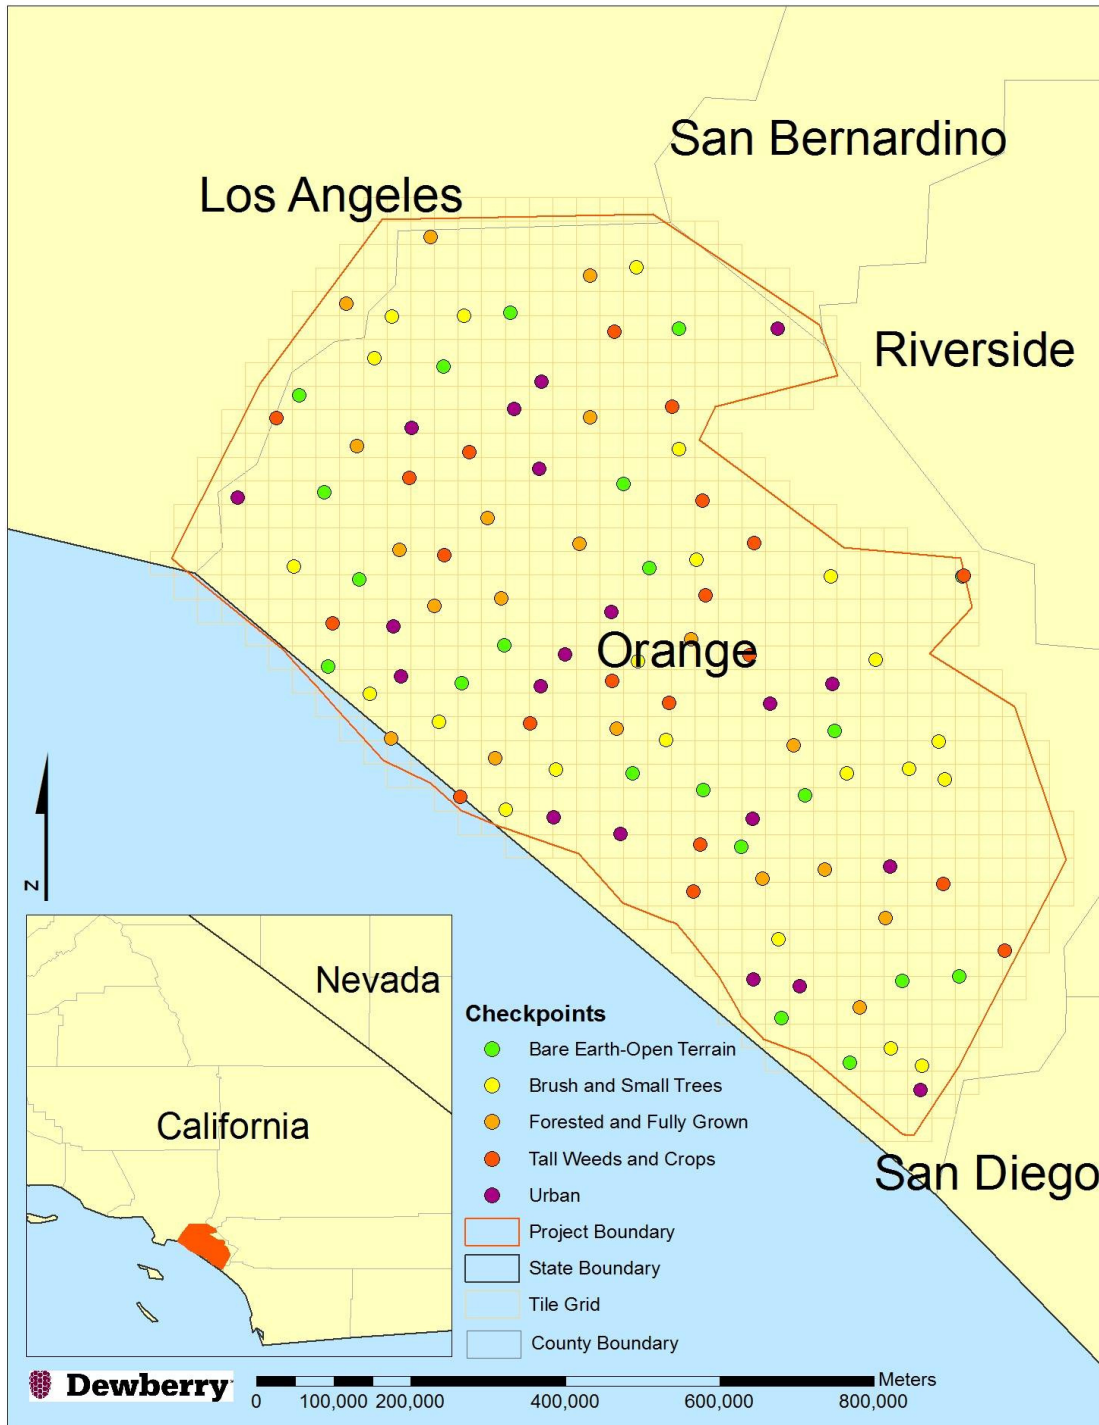 San Bernardino
Los Angeles
Riverside
Orange
San Diego
N
Nevada
California
Checkpoints
Bare Earth-Open Terrain
Brush and Small Trees
Forested and Fully Grown
Tall Weeds and Crops
Urban
Project Boundary
State Boundary
Tile Grid
County Boundary
Dewberry
Meters
0 100,000 200,000 400,000 600,000 800,000